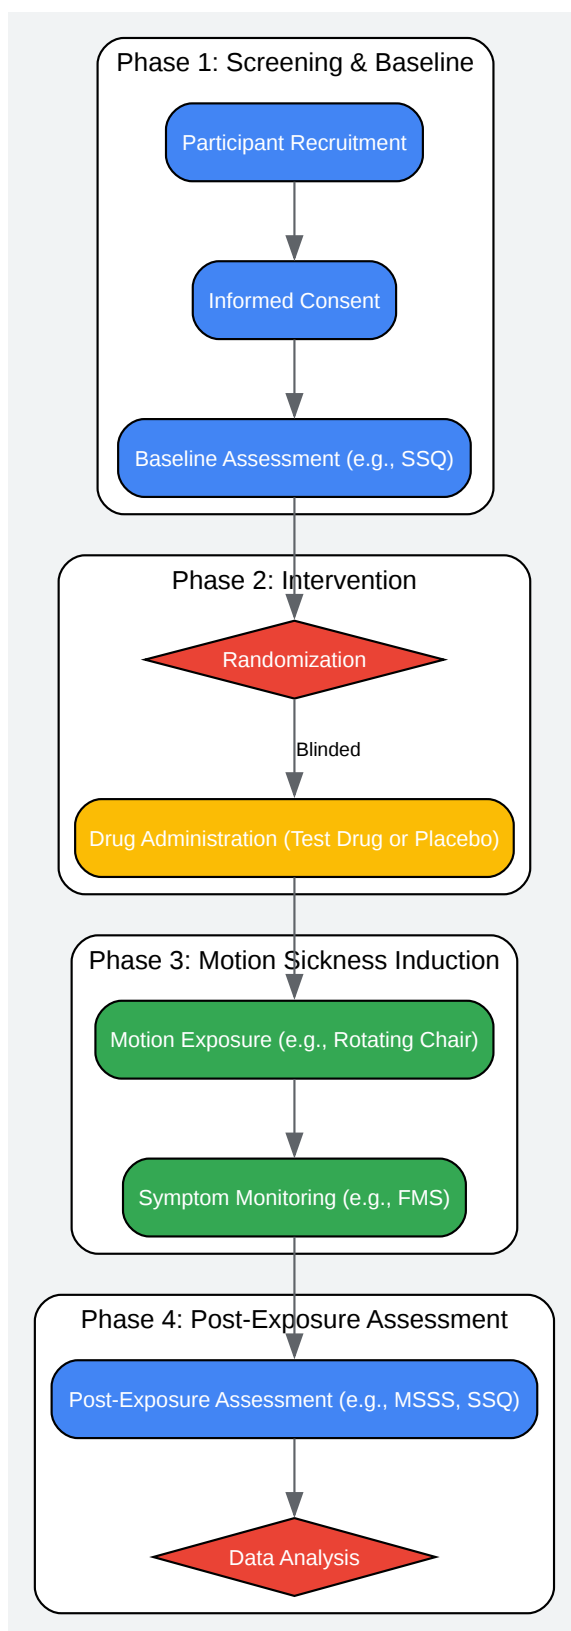 Phase 1: Screening & Baseline
Participant Recruitment
Informed Consent
Baseline Assessment (e.g., SSQ)
Phase 2: Intervention
Randomization
Blinded
Drug Administration (Test Drug or Placebo)
Phase 3: Motion Sickness Induction
Motion Exposure (e.g., Rotating Chair)
Symptom Monitoring (e.g., FMS)
Phase 4: Post-Exposure Assessment
Post-Exposure Assessment (e.g., MSSS, SSQ)
Data Analysis